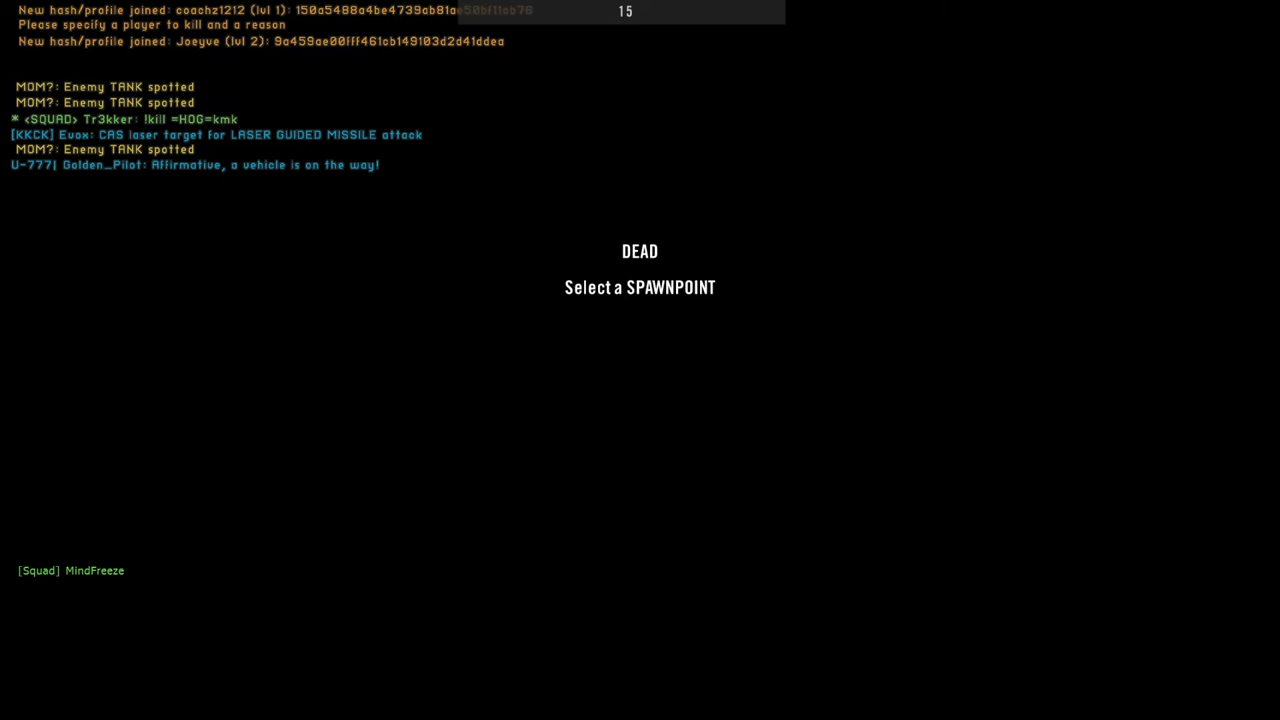 New hash/profile joined: coachz1212 (lvl 1): 150a5488a4be4739ab81ae50bf11eb76
15
Please specify a player to kill and a reason
New hash/profile joined: Joeyve (lvl 2): 9a459ae00fff461cb149103d2d41ddea
MOM?: Enemy TANK spotted
MOM?: Enemy TANK spotted
* <SQUAD> Tr3kker: !kill =HOG=kmk
[KKCK] Evox: CAS laser target for LASER GUIDED MISSILE attack
MOM?: Enemy TANK spotted
U-777| Golden_Pilot: Affirmative, a vehicle is on the way!
DEAD
Select a SPAWNPOINT
[Squad] MindFreeze